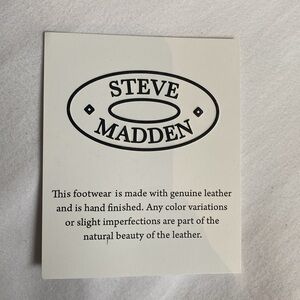 STEVE
MADDEN
This footwear is made with genuine leather
and is hand finished. Any color variations
or slight imperfections are part of the
natural beauty of the leather.